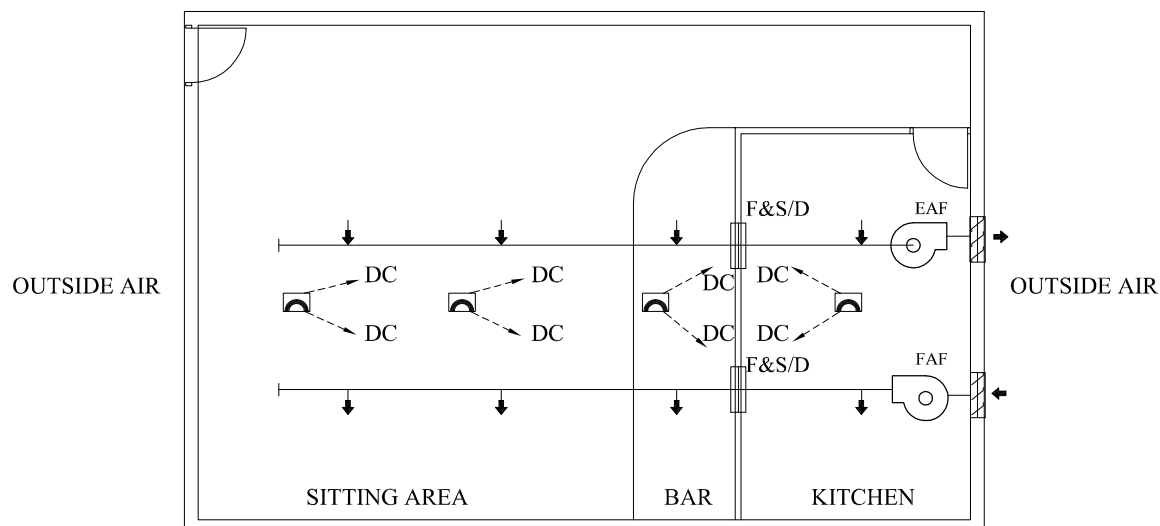 F&S/D
EAF
DC
DC
DC
DC
OUTSIDE AIR
OUTSIDE AIR
DC
DC
DC
DC
F&S/D
FAF
SITTING AREA
BAR
KITCHEN